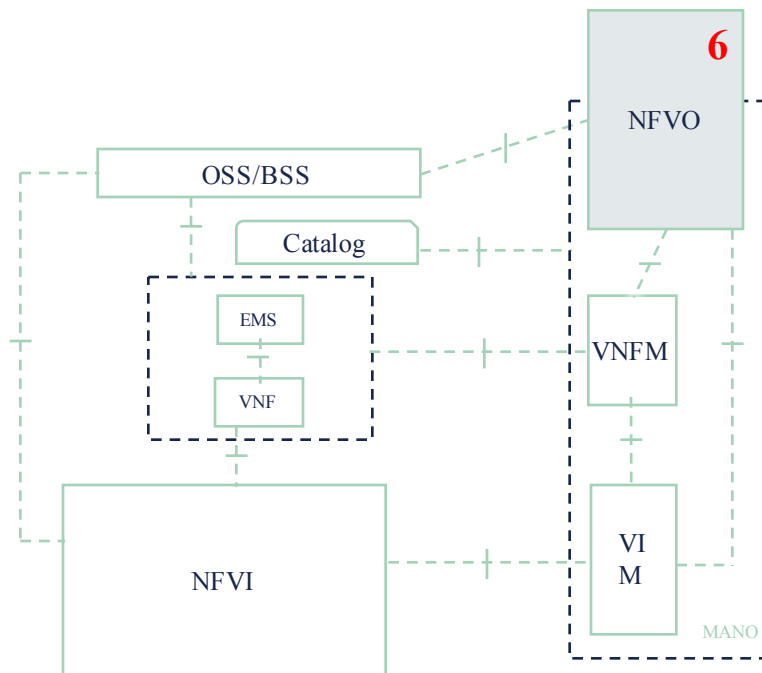 6
NFVO
OSS/BSS
Catalog
EMS
VNFM
VNF
VI
M
NFVI
MANO